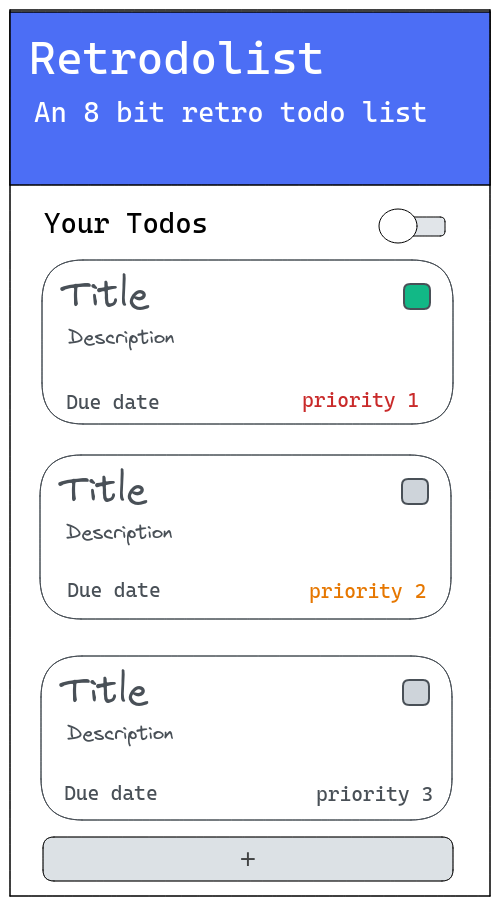 Retrodolist
An 8 bit retro todo list
Your Todos
Title
Description
Due date priority 1
Title
Description
Due date priority 2
Title
Description
Due date priority 3
+